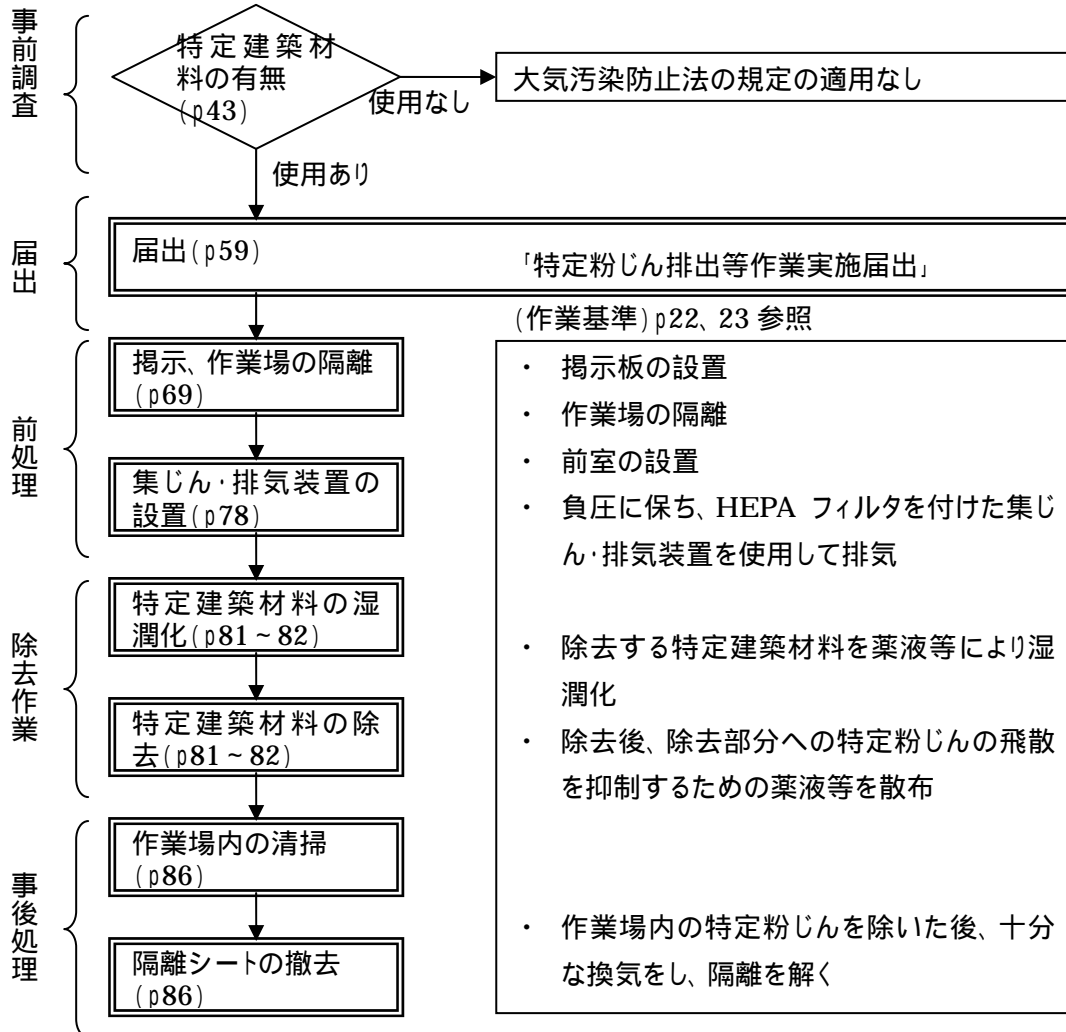 事前調査
特定建築材
料の有無
(p43)
使用なし
大気汚染防止法の規定の適用なし
使用あり
届出
届出(p59)
「特定粉じん排出等作業実施届出」
(作業基準)p22、23 参照
前処理
掲示、作業場の隔離
(p69)
集じん・排気装置の
設置(p78)
・ 掲示板の設置
・ 作業場の隔離
・ 前室の設置
・ 負圧に保ち、HEPA フィルタを付けた集じ
ん・排気装置を使用して排気
除去作業
特定建築材料の湿
潤化(p81~82)
特定建築材料の除
去(p81~82)
・ 除去する特定建築材料を薬液等により湿
潤化
・ 除去後、除去部分への特定粉じんの飛散
を抑制するための薬液等を散布
事後処理
作業場内の清掃
(p86)
隔離シートの撤去
(p86)
・ 作業場内の特定粉じんを除いた後、十分
な換気をし、隔離を解く